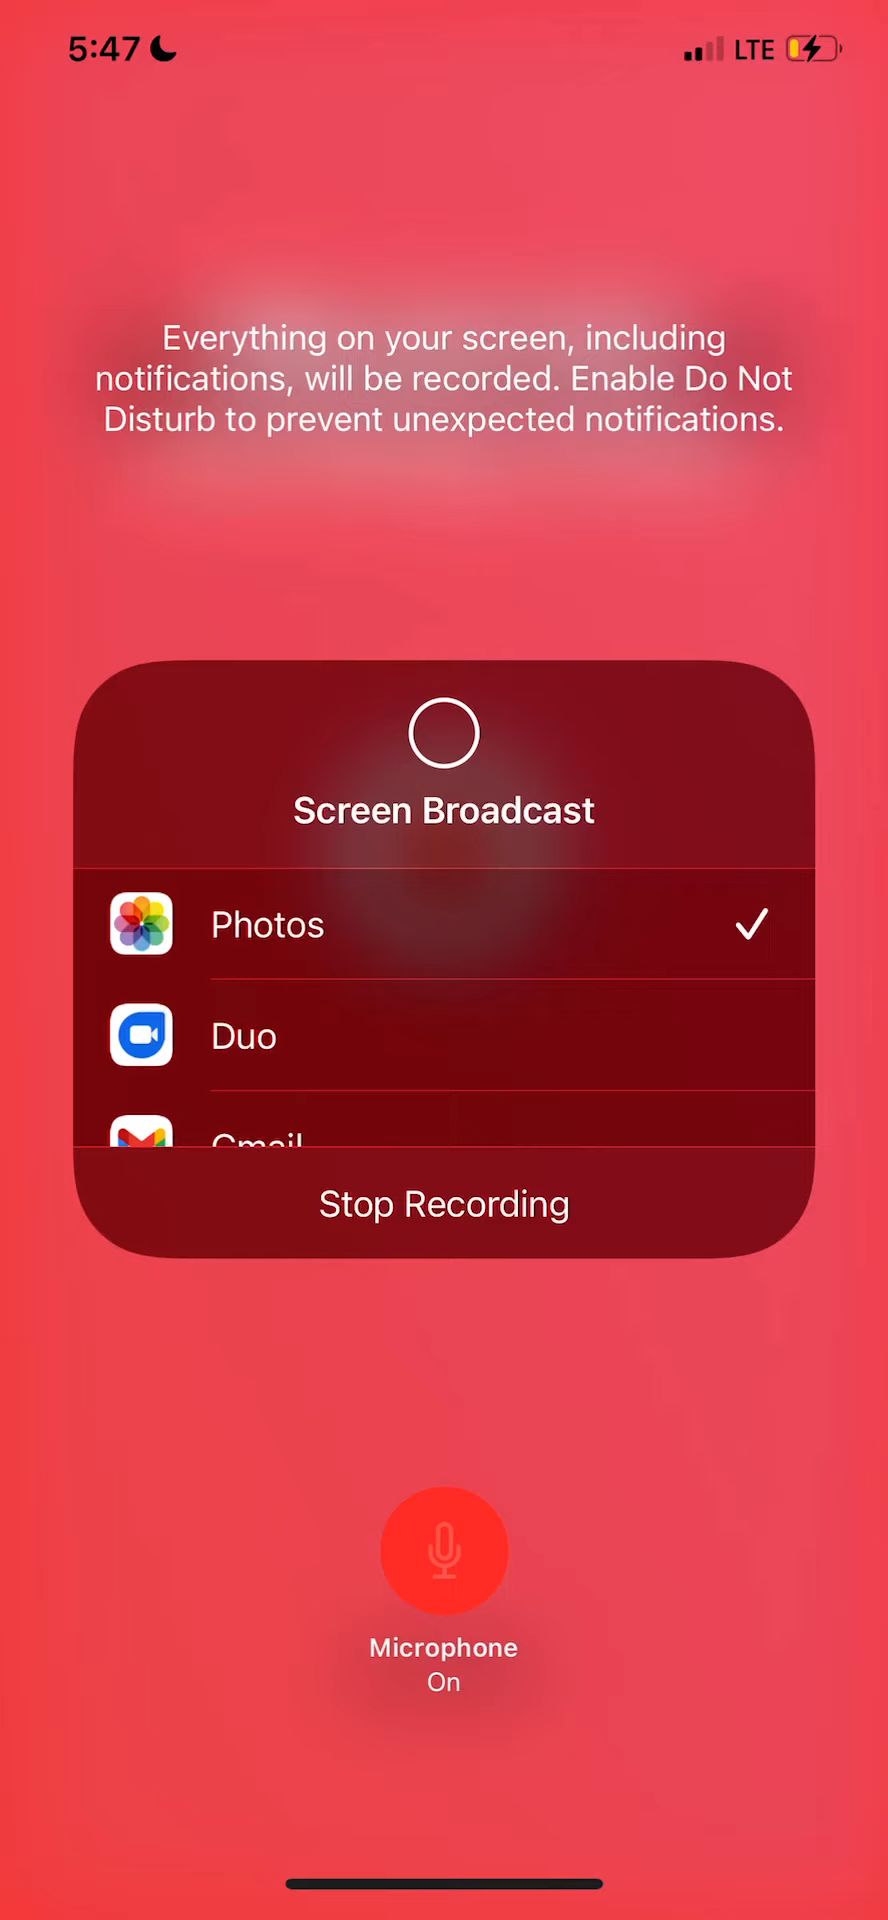 5:47
LTE
Everything on your screen, including
notifications, will be recorded. Enable Do Not
Disturb to prevent unexpected notifications.
Screen Broadcast
Photos
Duo
Gmail
Stop Recording
Microphone
On